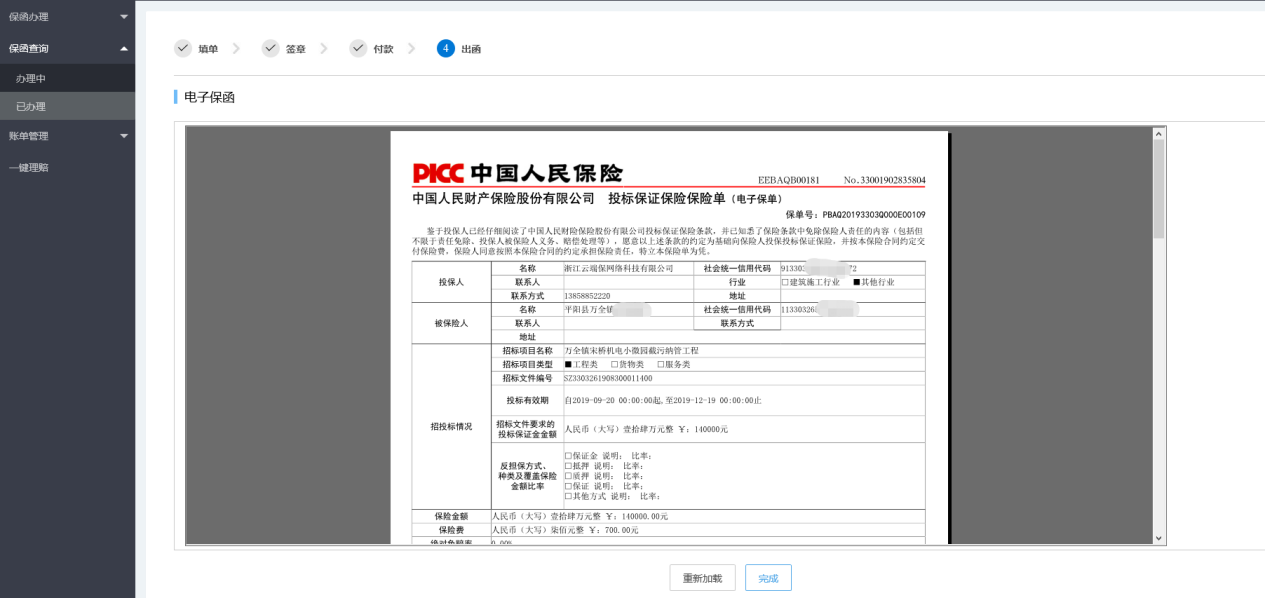 保函办理
保函查询
办理中
已办理
账单管理
一键理赔
填单
签章
付款
4 出函
电子保函
PICC 中国人民保险
EEBAQB00181 No.33001902835804
中国人民财产保险股份有限公司 投标保证保险保险单（电子保单）
保单号：PBAQ20193303Q000E00109
鉴于投保人已经仔细阅读了中国人民财险保险股份有限公司投标保证保险条款，并已知悉了保险条款中免除保险人责任的内容（包括但
不限于责任免除、投保人被保险人义务、赔偿处理等），愿意以上述条款的约定为基础向保险人投保投标保证保险，并按本保险合同约定交
付保险费，保险人同意按照本保险合同的约定承担保险责任，特立本保险单为凭。
投保人 名称 浙江云端保网络科技有限公司 社会统一信用代码 91330 72
联系人 行业 □建筑施工行业 ■其他行业
联系方式 13858852220 地址
被保险人 名称 平阳县万全镇 社会统一信用代码 11330326
联系人 联系方式
地址
招投标情况
招标项目名称 万全镇宋桥机电小微园截污纳管工程
招标项目类型 ■工程类 □货物类 □服务类
招标文件编号 SZ3303261908300011400
投标有效期 自2019-09-20 00:00:00起,至2019-12-19 00:00:00止
招标文件要求的
投标保证金金额 人民币（大写）壹拾肆万元整 ￥：140000元
反担保方式、
种类及覆盖保险
金额比率
□保证金 说明： 比率：
□抵押 说明： 比率：
□质押 说明： 比率：
□保证 说明： 比率：
□其他方式 说明： 比率：
保险金额 人民币（大写）壹拾肆万元整 ￥：140000.00元
保险费 人民币（大写）柒佰元整 ￥：700.00元
绝对免赔率 0.00%
重新加载
完成